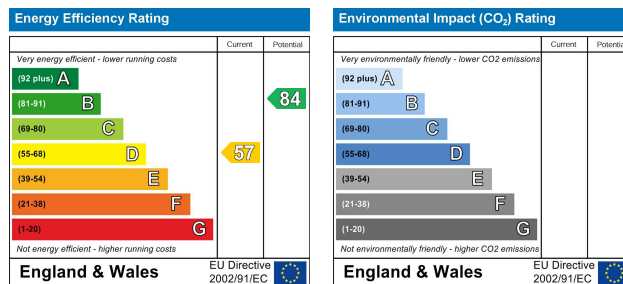 Energy Efficiency Rating
Current Potential
Very energy efficient - lower running costs
(92 plus) A
(81-91) B
84
(69-80) C
(55-68) D
57
(39-54) E
(21-38) F
(1-20) G
Not energy efficient - higher running costs
England & Wales
EU Directive
2002/91/EC
Environmental Impact (CO₂) Rating
Current Potential
Very environmentally friendly - lower CO2 emissions
(92 plus) A
(81-91) B
(69-80) C
(55-68) D
(39-54) E
(21-38) F
(1-20) G
Not environmentally friendly - higher CO2 emissions
England & Wales
EU Directive
2002/91/EC